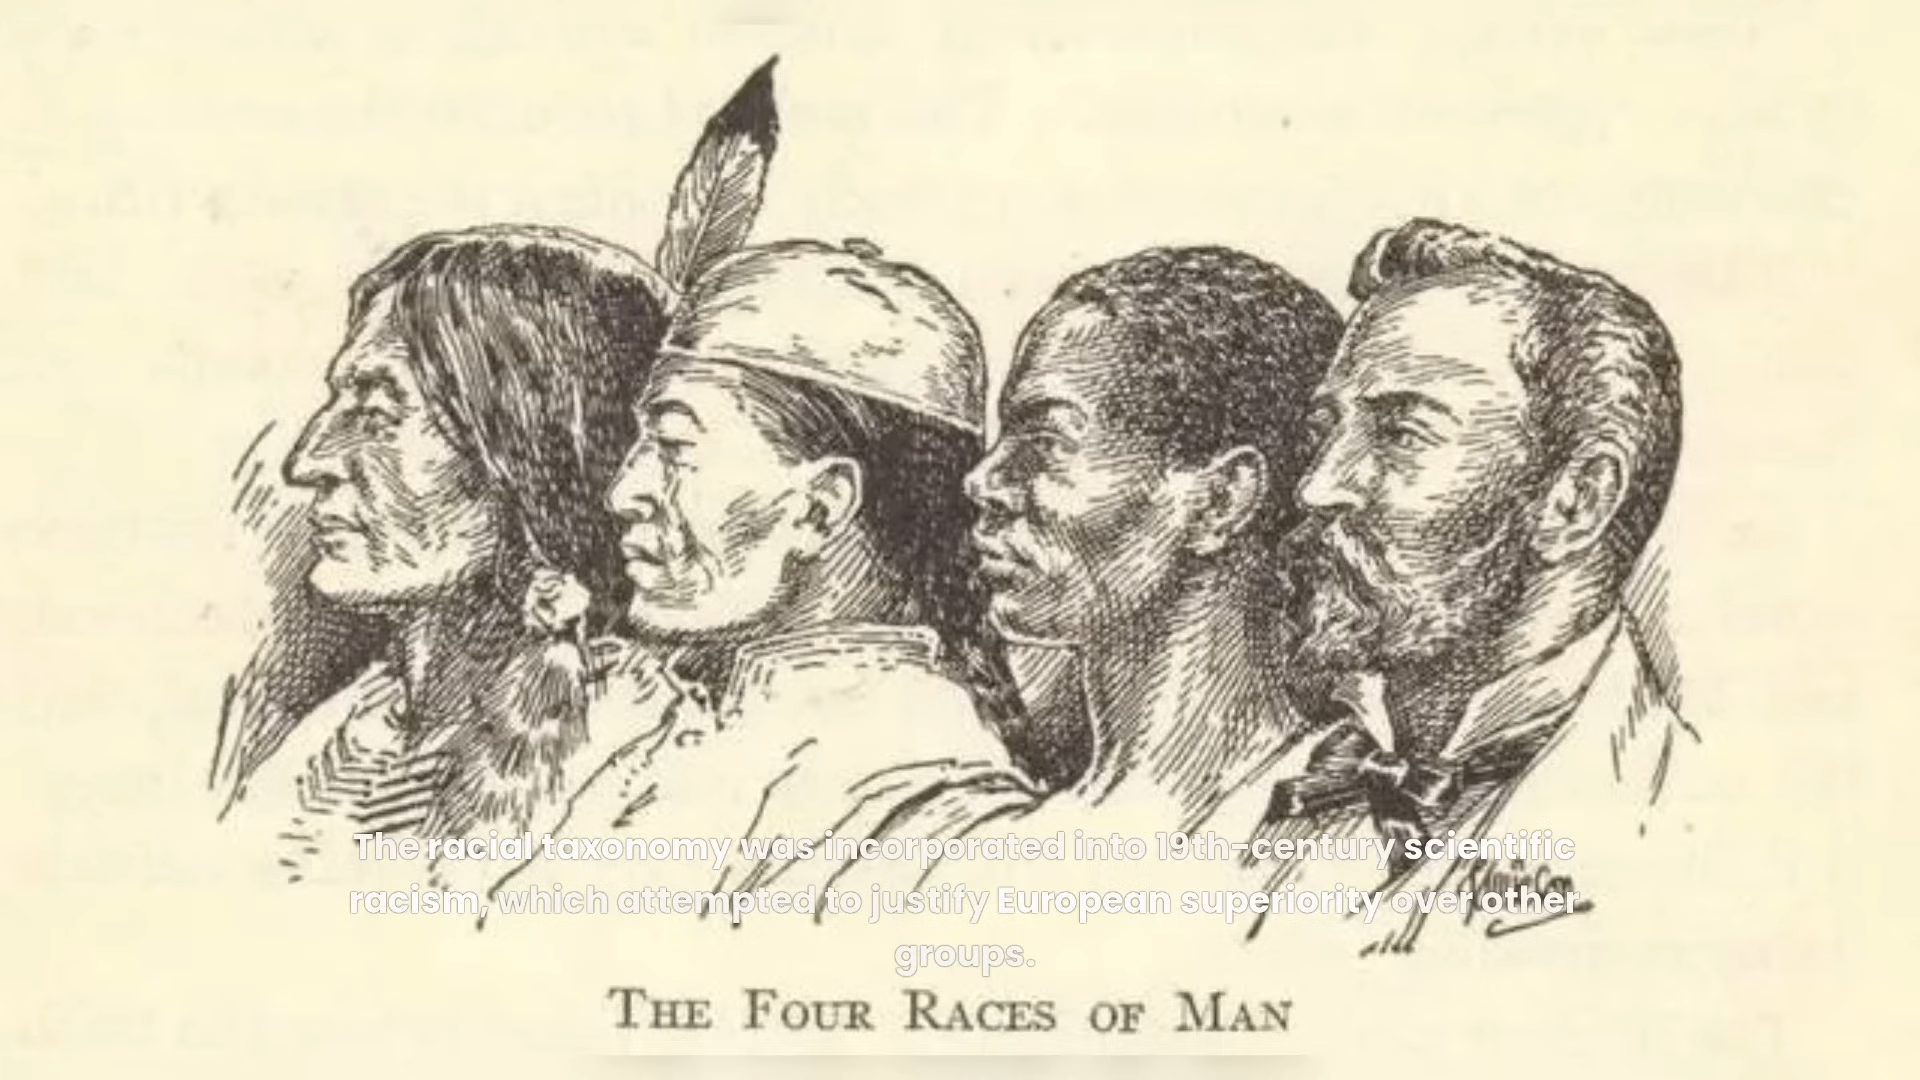 The racial taxonomy was incorporated into 19th-century scientific
racism, which attempted to justify European superiority over other
groups.
THE FOUR RACES OF MAN